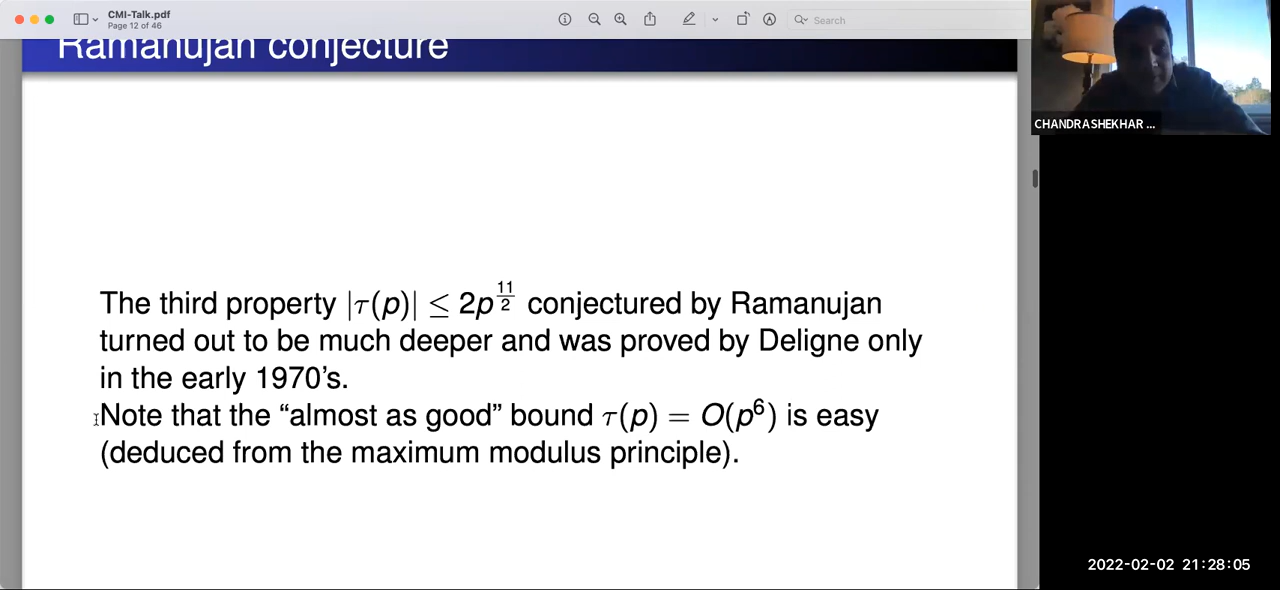 CMI-Talk.pdf
Page 12 of 46
Search
Ramanujan conjecture
CHANDRASHEKHAR ...
The third property |τ(p)| ≤ 2p^{11/2} conjectured by Ramanujan
turned out to be much deeper and was proved by Deligne only
in the early 1970's.
Note that the “almost as good” bound τ(p) = O(p^6) is easy
(deduced from the maximum modulus principle).
2022-02-02 21:28:05